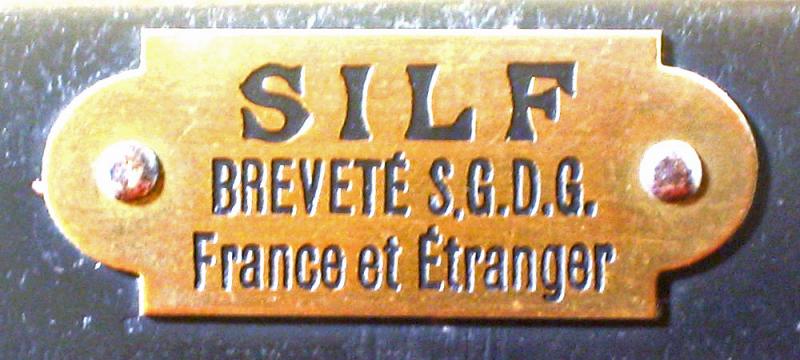 SILF
BREVETÉ S.G.D.G.
France et Étranger